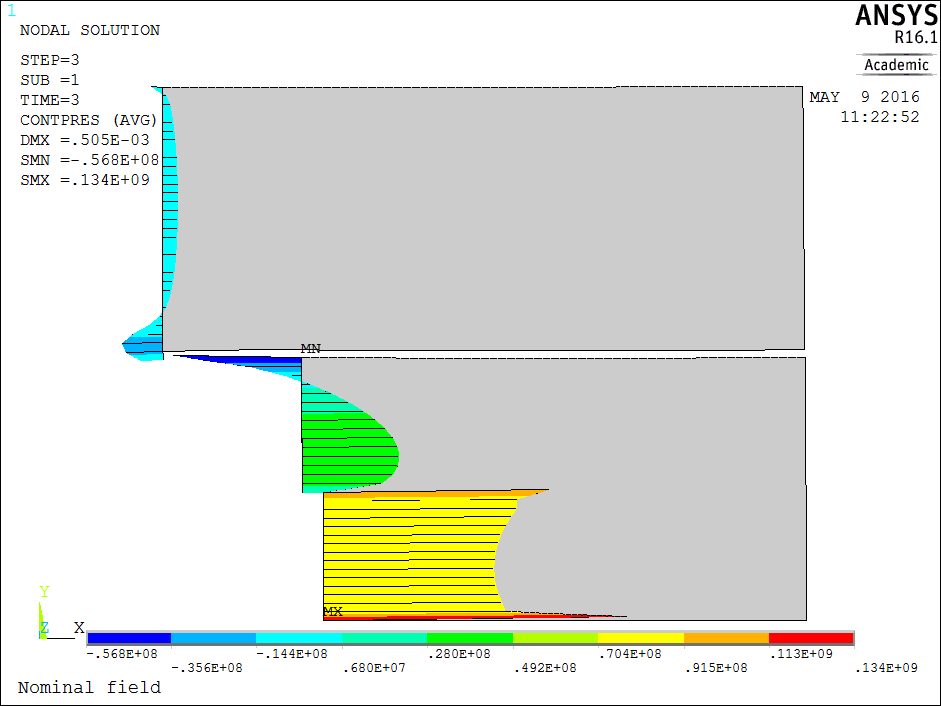 1
NODAL SOLUTION
STEP=3
SUB =1
TIME=3
CONTPRES (AVG)
DMX =.505E-03
SMN =-.568E+08
SMX =.134E+09
ANSYS
R16.1
Academic
MAY  9 2016
11:22:52
MN
MX
Y
Z X
-.568E+08 -.144E+08 .280E+08 .704E+08 .113E+09
-.356E+08 .680E+07 .492E+08 .915E+08 .134E+09
Nominal field